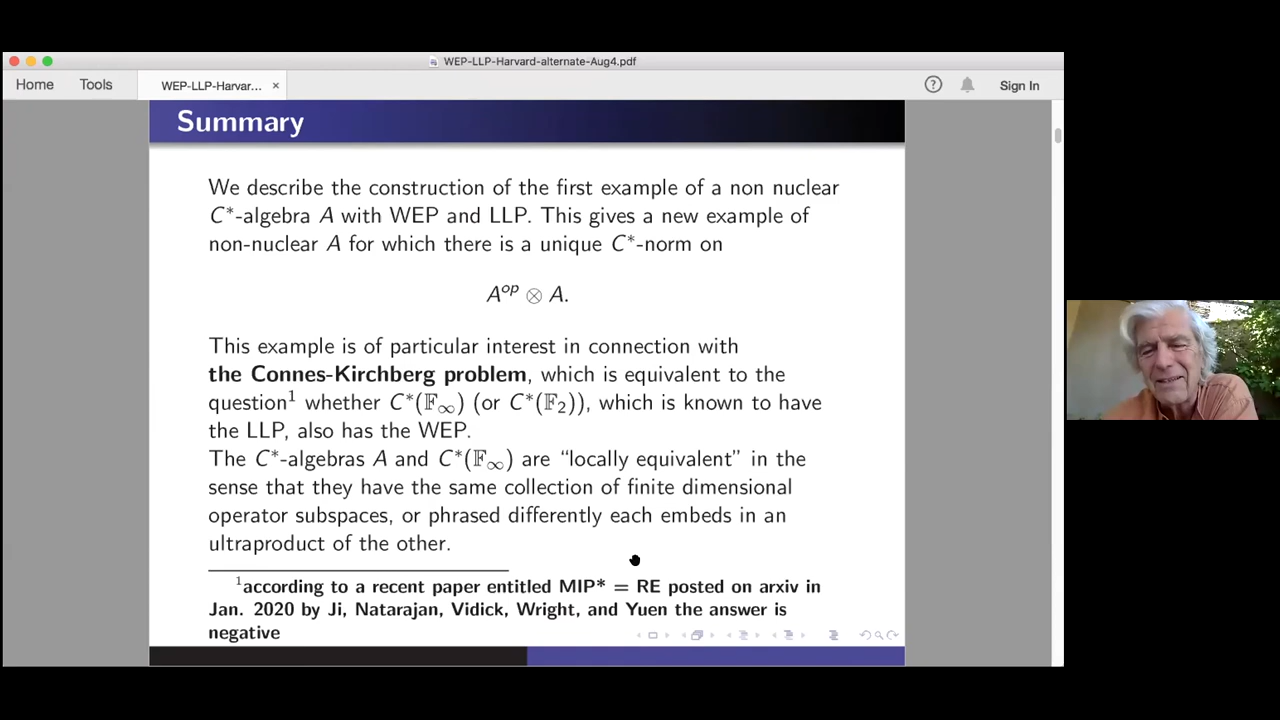 WEP-LLP-Harvard-alternate-Aug4.pdf
Home Tools WEP-LLP-Harvar... × Sign In
Summary
We describe the construction of the first example of a non nuclear
C*-algebra A with WEP and LLP. This gives a new example of
non-nuclear A for which there is a unique C*-norm on
A^{op} ⊗ A.
This example is of particular interest in connection with
the Connes-Kirchberg problem, which is equivalent to the
question¹ whether C*(𝔽_∞) (or C*(𝔽₂)), which is known to have
the LLP, also has the WEP.
The C*-algebras A and C*(𝔽_∞) are “locally equivalent” in the
sense that they have the same collection of finite dimensional
operator subspaces, or phrased differently each embeds in an
ultraproduct of the other.
¹according to a recent paper entitled MIP* = RE posted on arxiv in
Jan. 2020 by Ji, Natarajan, Vidick, Wright, and Yuen the answer is
negative